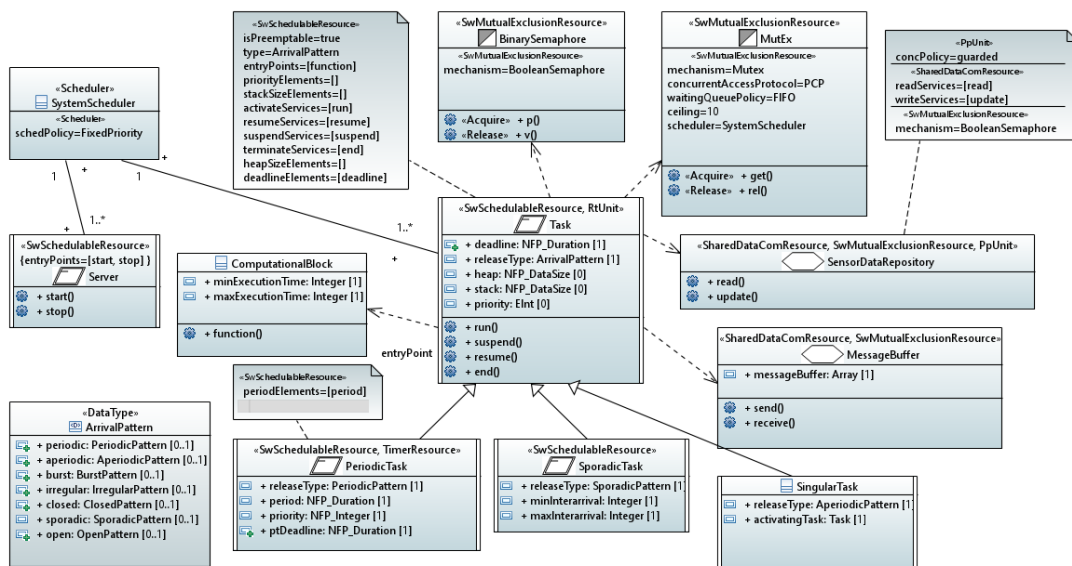 «Scheduler»
SystemScheduler
«Scheduler»
schedPolicy=FixedPriority
1
+
1
+
1..*
+
1..*
+
«SwSchedulableResource»
isPreemptable=true
type=ArrivalPattern
entryPoints=[function]
priorityElements=[]
stackSizeElements=[]
activateServices=[run]
resumeServices=[resume]
suspendServices=[suspend]
terminateServices=[end]
heapSizeElements=[]
deadlineElements=[deadline]
«SwMutualExclusionResource»
BinarySemaphore
«SwMutualExclusionResource»
mechanism=BooleanSemaphore
«Acquire» + p()
«Release» + v()
«SwMutualExclusionResource»
MutEx
«SwMutualExclusionResource»
mechanism=Mutex
concurrentAccessProtocol=PCP
waitingQueuePolicy=FIFO
ceiling=10
scheduler=SystemScheduler
«Acquire» + get()
«Release» + rel()
«PpUnit»
concPolicy=guarded
«SharedDataComResource»
readServices=[read]
writeServices=[update]
«SwMutualExclusionResource»
mechanism=BooleanSemaphore
«SwSchedulableResource»
{entryPoints=[start, stop] }
Server
+ start()
+ stop()
ComputationalBlock
+ minExecutionTime: Integer [1]
+ maxExecutionTime: Integer [1]
+ function()
entryPoint
«SwSchedulableResource, RtUnit»
Task
+ deadline: NFP_Duration [1]
+ releaseType: ArrivalPattern [1]
+ heap: NFP_DataSize [0]
+ stack: NFP_DataSize [0]
+ priority: EInt [0]
+ run()
+ suspend()
+ resume()
+ end()
«SharedDataComResource, SwMutualExclusionResource, PpUnit»
SensorDataRepository
+ read()
+ update()
«SharedDataComResource, SwMutualExclusionResource»
MessageBuffer
+ messageBuffer: Array [1]
+ send()
+ receive()
«SwSchedulableResource»
periodElements=[period]
«DataType»
ArrivalPattern
+ periodic: PeriodicPattern [0..1]
+ aperiodic: AperiodicPattern [0..1]
+ burst: BurstPattern [0..1]
+ irregular: IrregularPattern [0..1]
+ closed: ClosedPattern [0..1]
+ sporadic: SporadicPattern [0..1]
+ open: OpenPattern [0..1]
«SwSchedulableResource, TimerResource»
PeriodicTask
+ releaseType: PeriodicPattern [1]
+ period: NFP_Duration [1]
+ priority: NFP_Integer [1]
+ ptDeadline: NFP_Duration [1]
«SwSchedulableResource»
SporadicTask
+ releaseType: SporadicPattern [1]
+ minInterarrival: Integer [1]
+ maxInterarrival: Integer [1]
SingularTask
+ releaseType: AperiodicPattern [1]
+ activatingTask: Task [1]